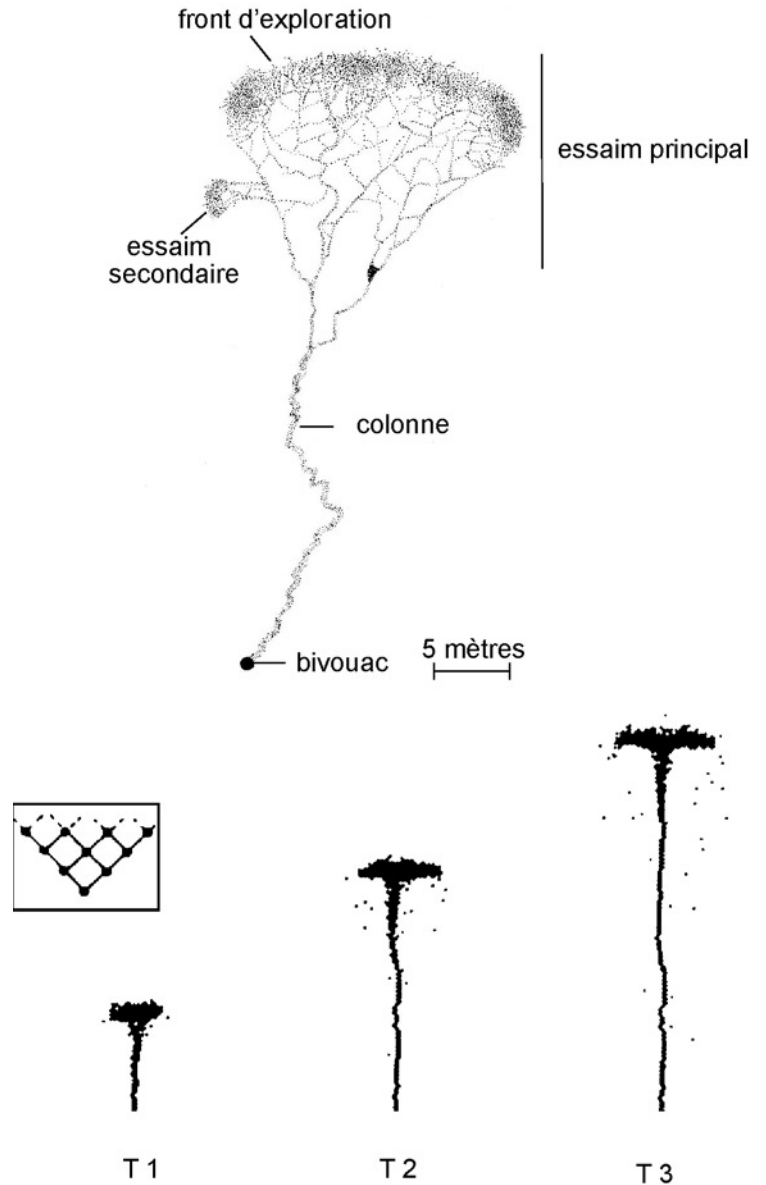 front d'exploration
essaim principal
essaim
secondaire
colonne
5 mètres
bivouac
T 1
T 2
T 3